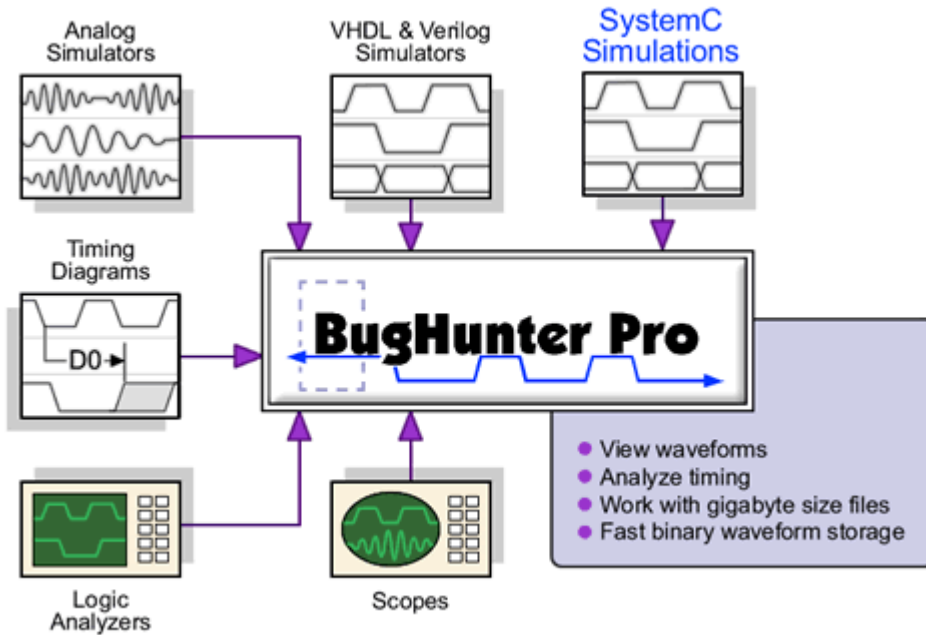 Analog
Simulators
VHDL & Verilog
Simulators
SystemC
Simulations
Timing
Diagrams
D0
BugHunter Pro
View waveforms
Analyze timing
Work with gigabyte size files
Fast binary waveform storage
Logic
Analyzers
Scopes